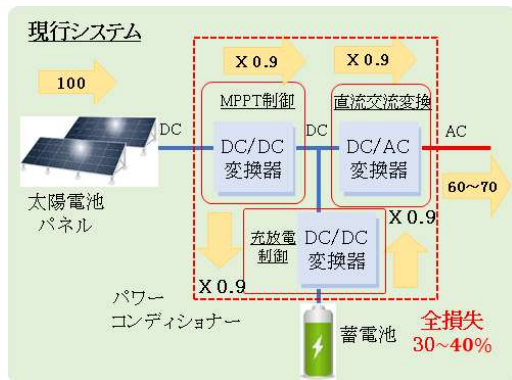 現行システム
100
X 0.9
X 0.9
MPPT制御
直流交流変換
DC
DC/DC
変換器
DC
DC/AC
変換器
AC
太陽電池
パネル
60~70
充放電
制御
DC/DC
変換器
X 0.9
X 0.9
パワー
コンディショナー
蓄電池
全損失
30~40%